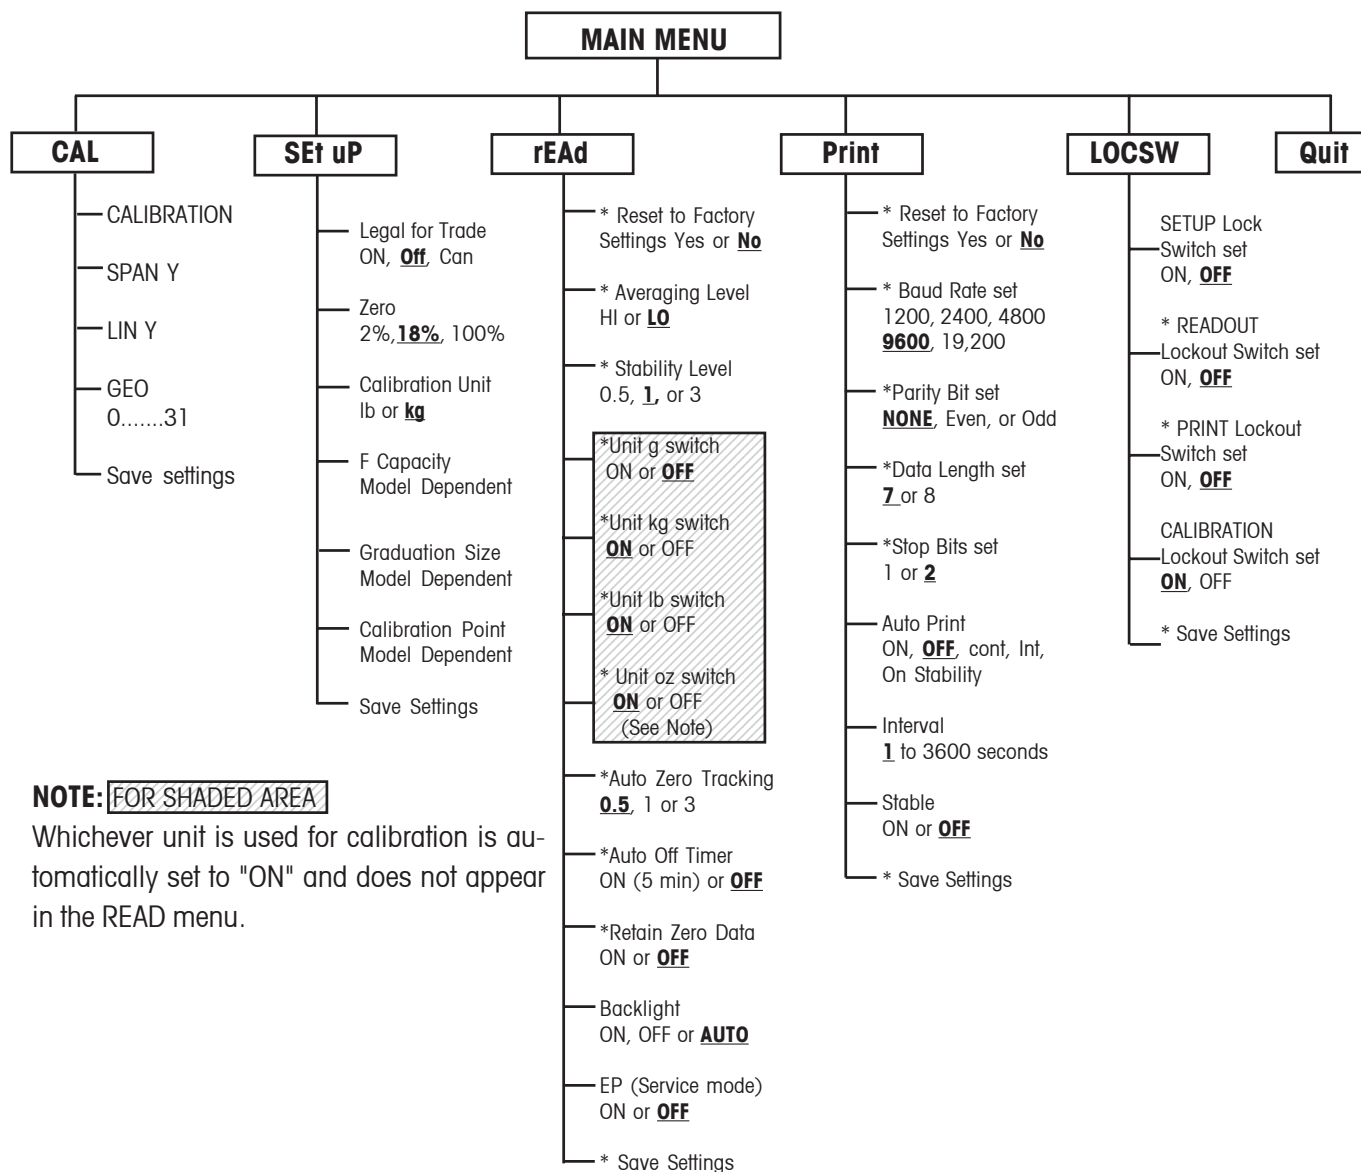 MAIN MENU
CAL
CALIBRATION
SPAN Y
LIN Y
GEO
0.......31
Save settings
SEt uP
Legal for Trade
ON, Off, Can
Zero
2%, 18%, 100%
Calibration Unit
lb or kg
F Capacity
Model Dependent
Graduation Size
Model Dependent
Calibration Point
Model Dependent
Save Settings
rEAd
* Reset to Factory
Settings Yes or No
* Averaging Level
HI or LO
* Stability Level
0.5, 1, or 3
*Unit g switch
ON or OFF
*Unit kg switch
ON or OFF
*Unit lb switch
ON or OFF
* Unit oz switch
ON or OFF
(See Note)
*Auto Zero Tracking
0.5, 1 or 3
*Auto Off Timer
ON (5 min) or OFF
*Retain Zero Data
ON or OFF
Backlight
ON, OFF or AUTO
EP (Service mode)
ON or OFF
* Save Settings
Print
* Reset to Factory
Settings Yes or No
* Baud Rate set
1200, 2400, 4800
9600, 19,200
*Parity Bit set
NONE, Even, or Odd
*Data Length set
7 or 8
*Stop Bits set
1 or 2
Auto Print
ON, OFF, cont, Int,
On Stability
Interval
1 to 3600 seconds
Stable
ON or OFF
* Save Settings
LOCSW
SETUP Lock
Switch set
ON, OFF
* READOUT
Lockout Switch set
ON, OFF
* PRINT Lockout
Switch set
ON, OFF
CALIBRATION
Lockout Switch set
ON, OFF
* Save Settings
Quit
NOTE: FOR SHADED AREA
Whichever unit is used for calibration is au-
tomatically set to "ON" and does not appear
in the READ menu.